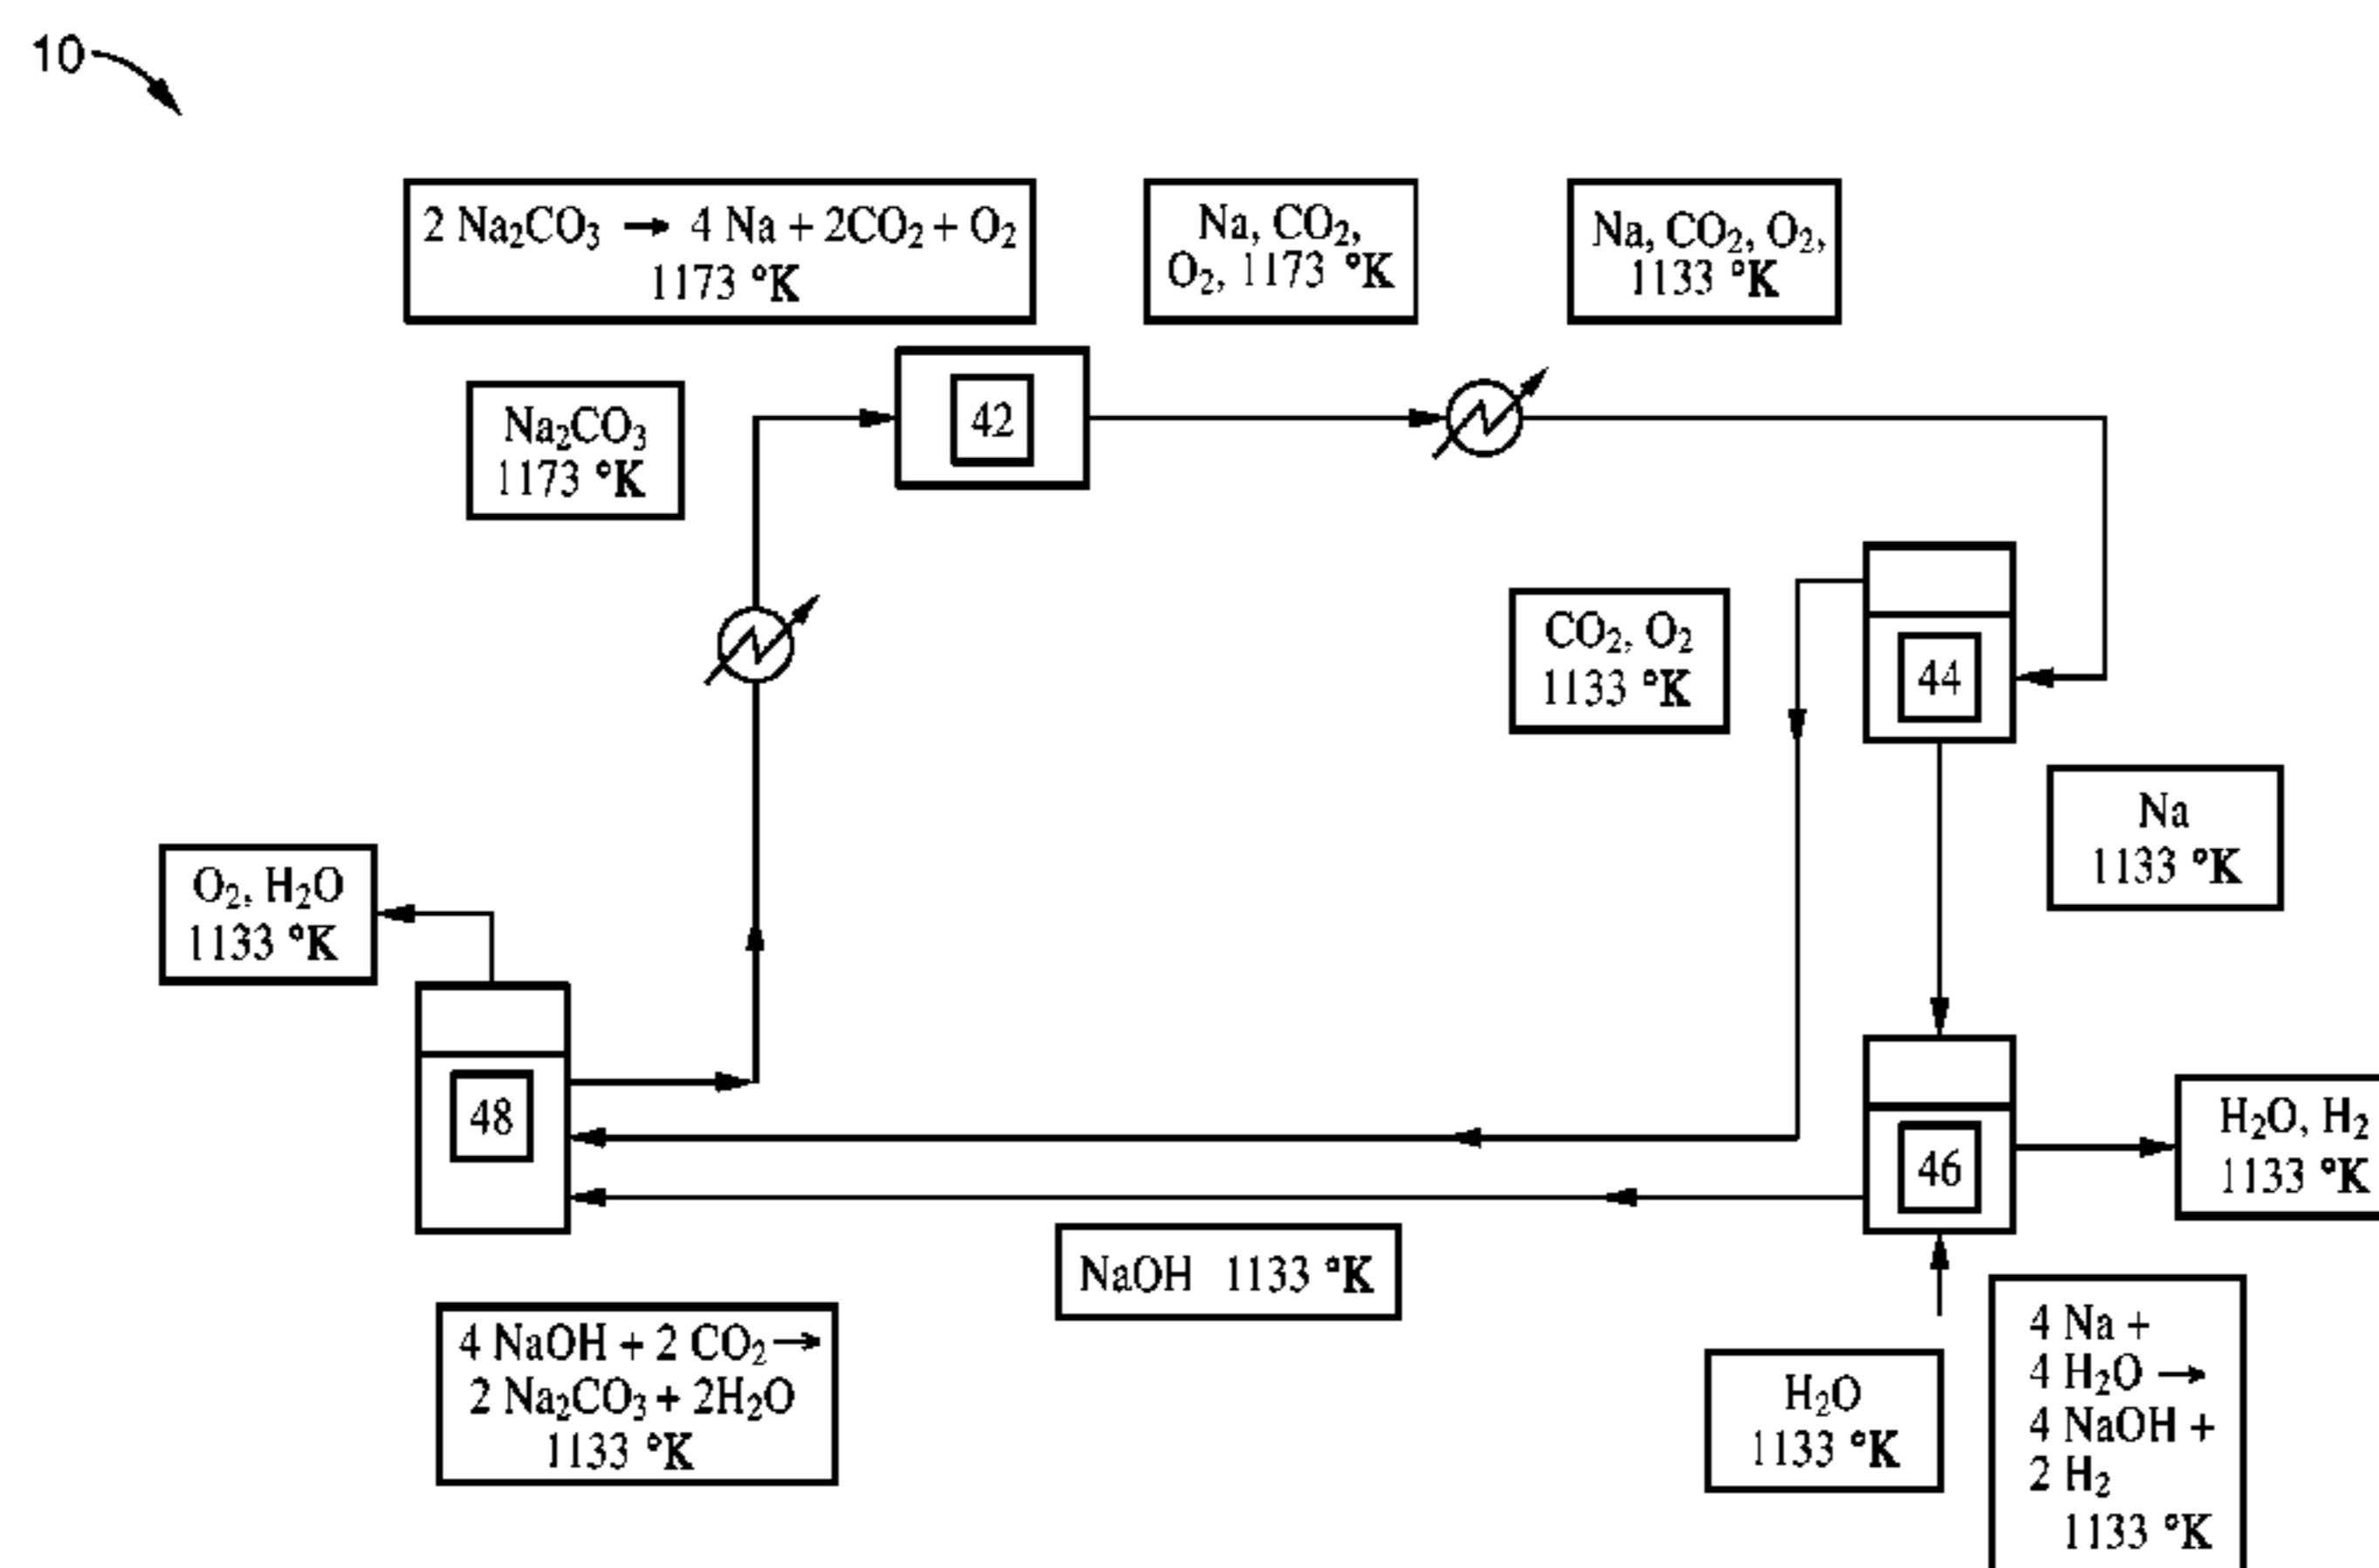 10
2 Na₂CO₃ → 4 Na + 2CO₂ + O₂
1173 °K
Na, CO₂,
O₂, 1173 °K
Na, CO₂, O₂,
1133 °K
Na₂CO₃
1173 °K
42
CO₂, O₂
1133 °K
44
Na
1133 °K
O₂, H₂O
1133 °K
48
46
H₂O, H₂
1133 °K
NaOH 1133 °K
4 NaOH + 2 CO₂ →
2 Na₂CO₃ + 2H₂O
1133 °K
H₂O
1133 °K
4 Na +
4 H₂O →
4 NaOH +
2 H₂
1133 °K